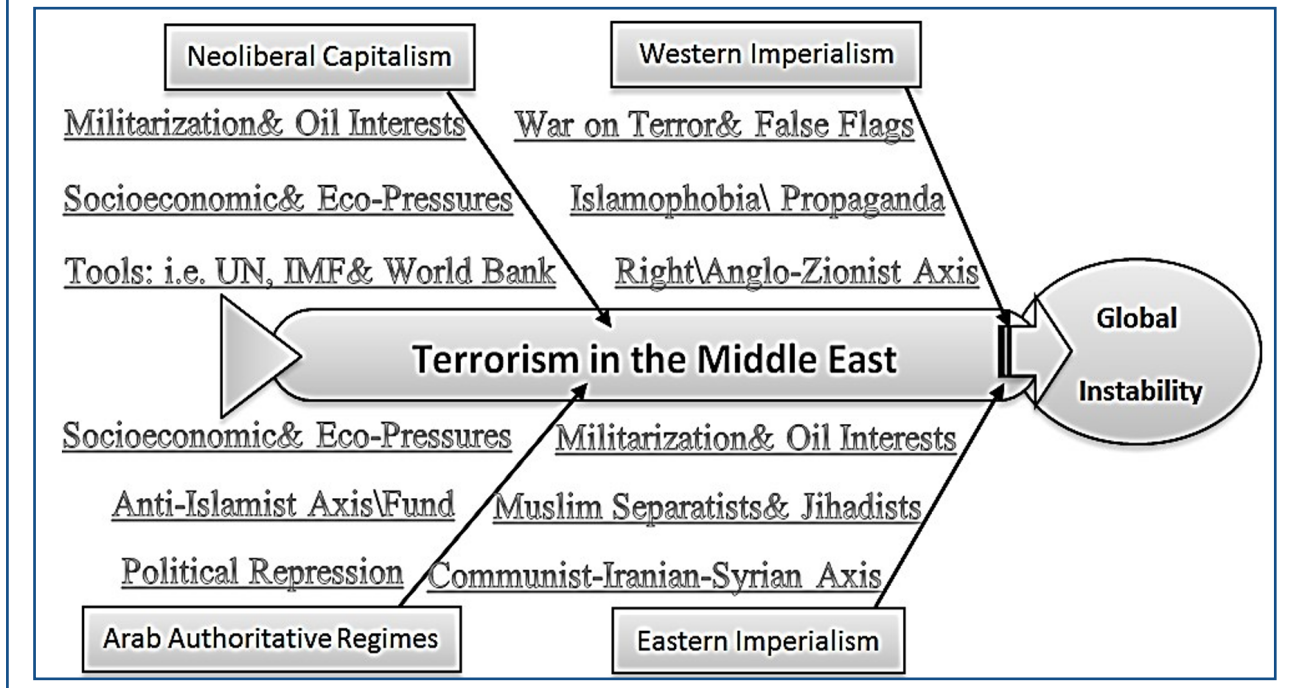 Neoliberal Capitalism
Western Imperialism
Militarization& Oil Interests
War on Terror& False Flags
Socioeconomic& Eco-Pressures
Islamophobia\ Propaganda
Tools: i.e. UN, IMF& World Bank
Right\Anglo-Zionist Axis
Terrorism in the Middle East
Global
Instability
Socioeconomic& Eco-Pressures
Militarization& Oil Interests
Anti-Islamist Axis\Fund
Muslim Separatists& Jihadists
Political Repression
Communist-Iranian-Syrian Axis
Arab Authoritative Regimes
Eastern Imperialism